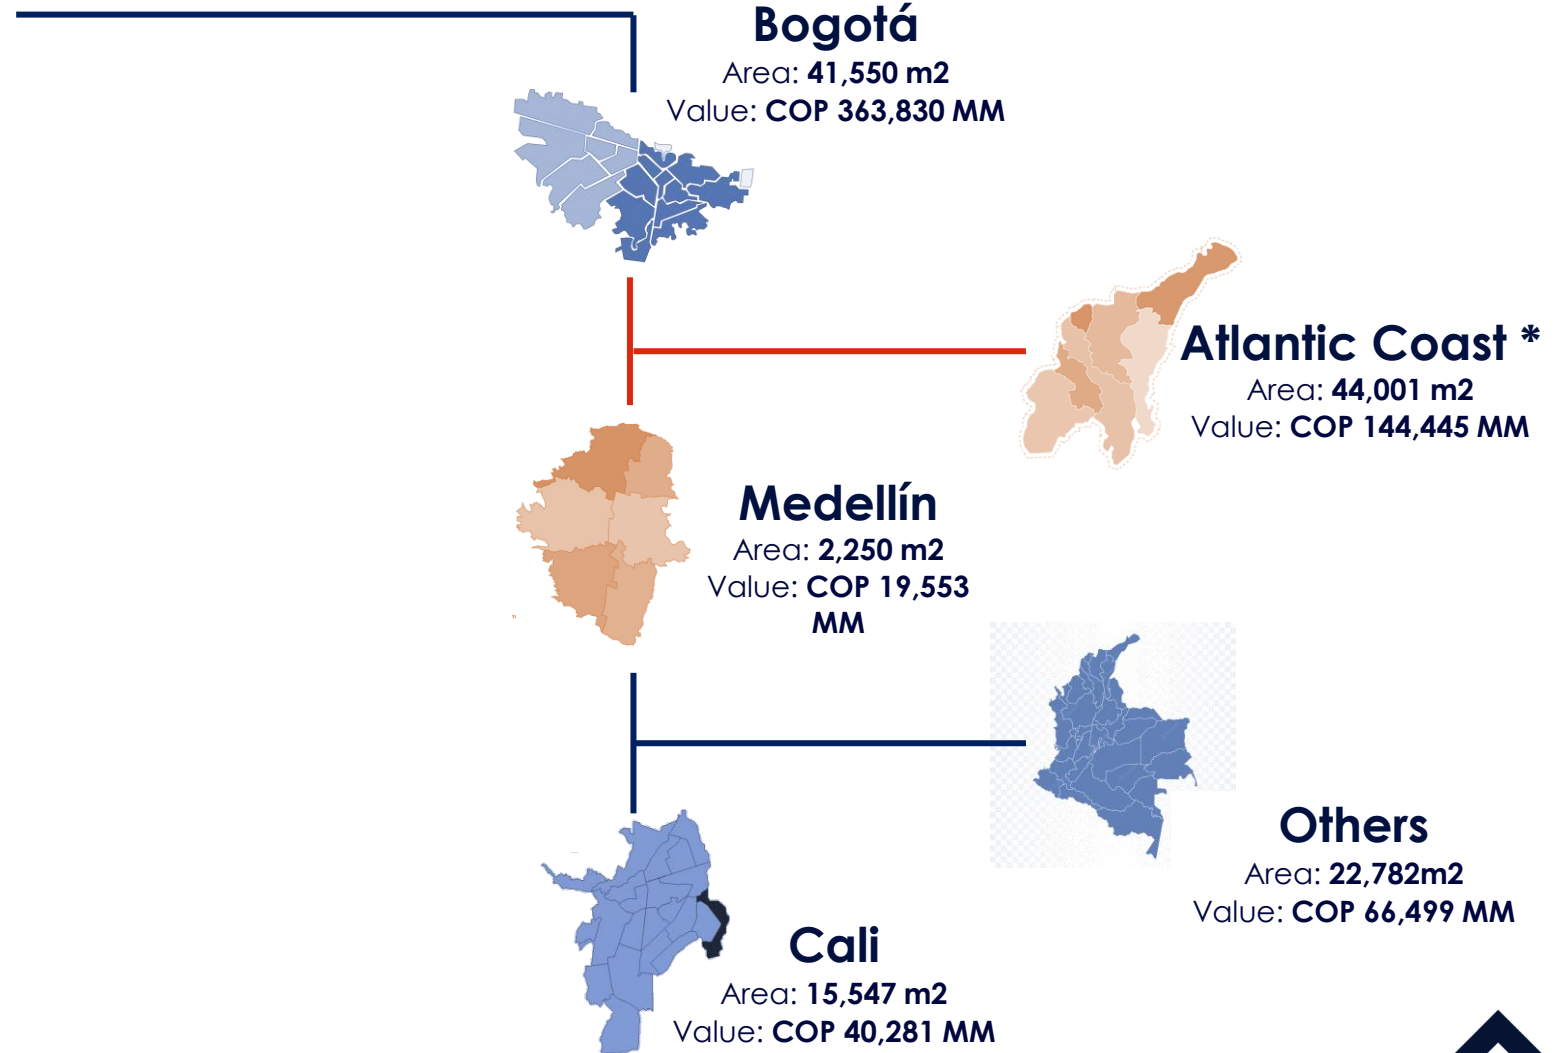 Bogotá
Area: 41,550 m2
Value: COP 363,830 MM
Atlantic Coast *
Area: 44,001 m2
Value: COP 144,445 MM
Medellín
Area: 2,250 m2
Value: COP 19,553
MM
Others
Area: 22,782m2
Value: COP 66,499 MM
Cali
Area: 15,547 m2
Value: COP 40,281 MM